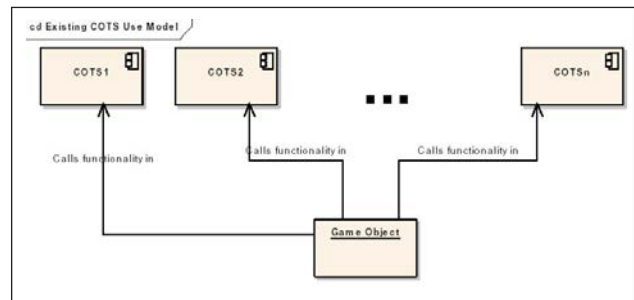 cd Existing COTS Use Model
COTS1
COTS2
COTSn
Calls functionality in
Calls functionality in
Calls functionality in
Game Object